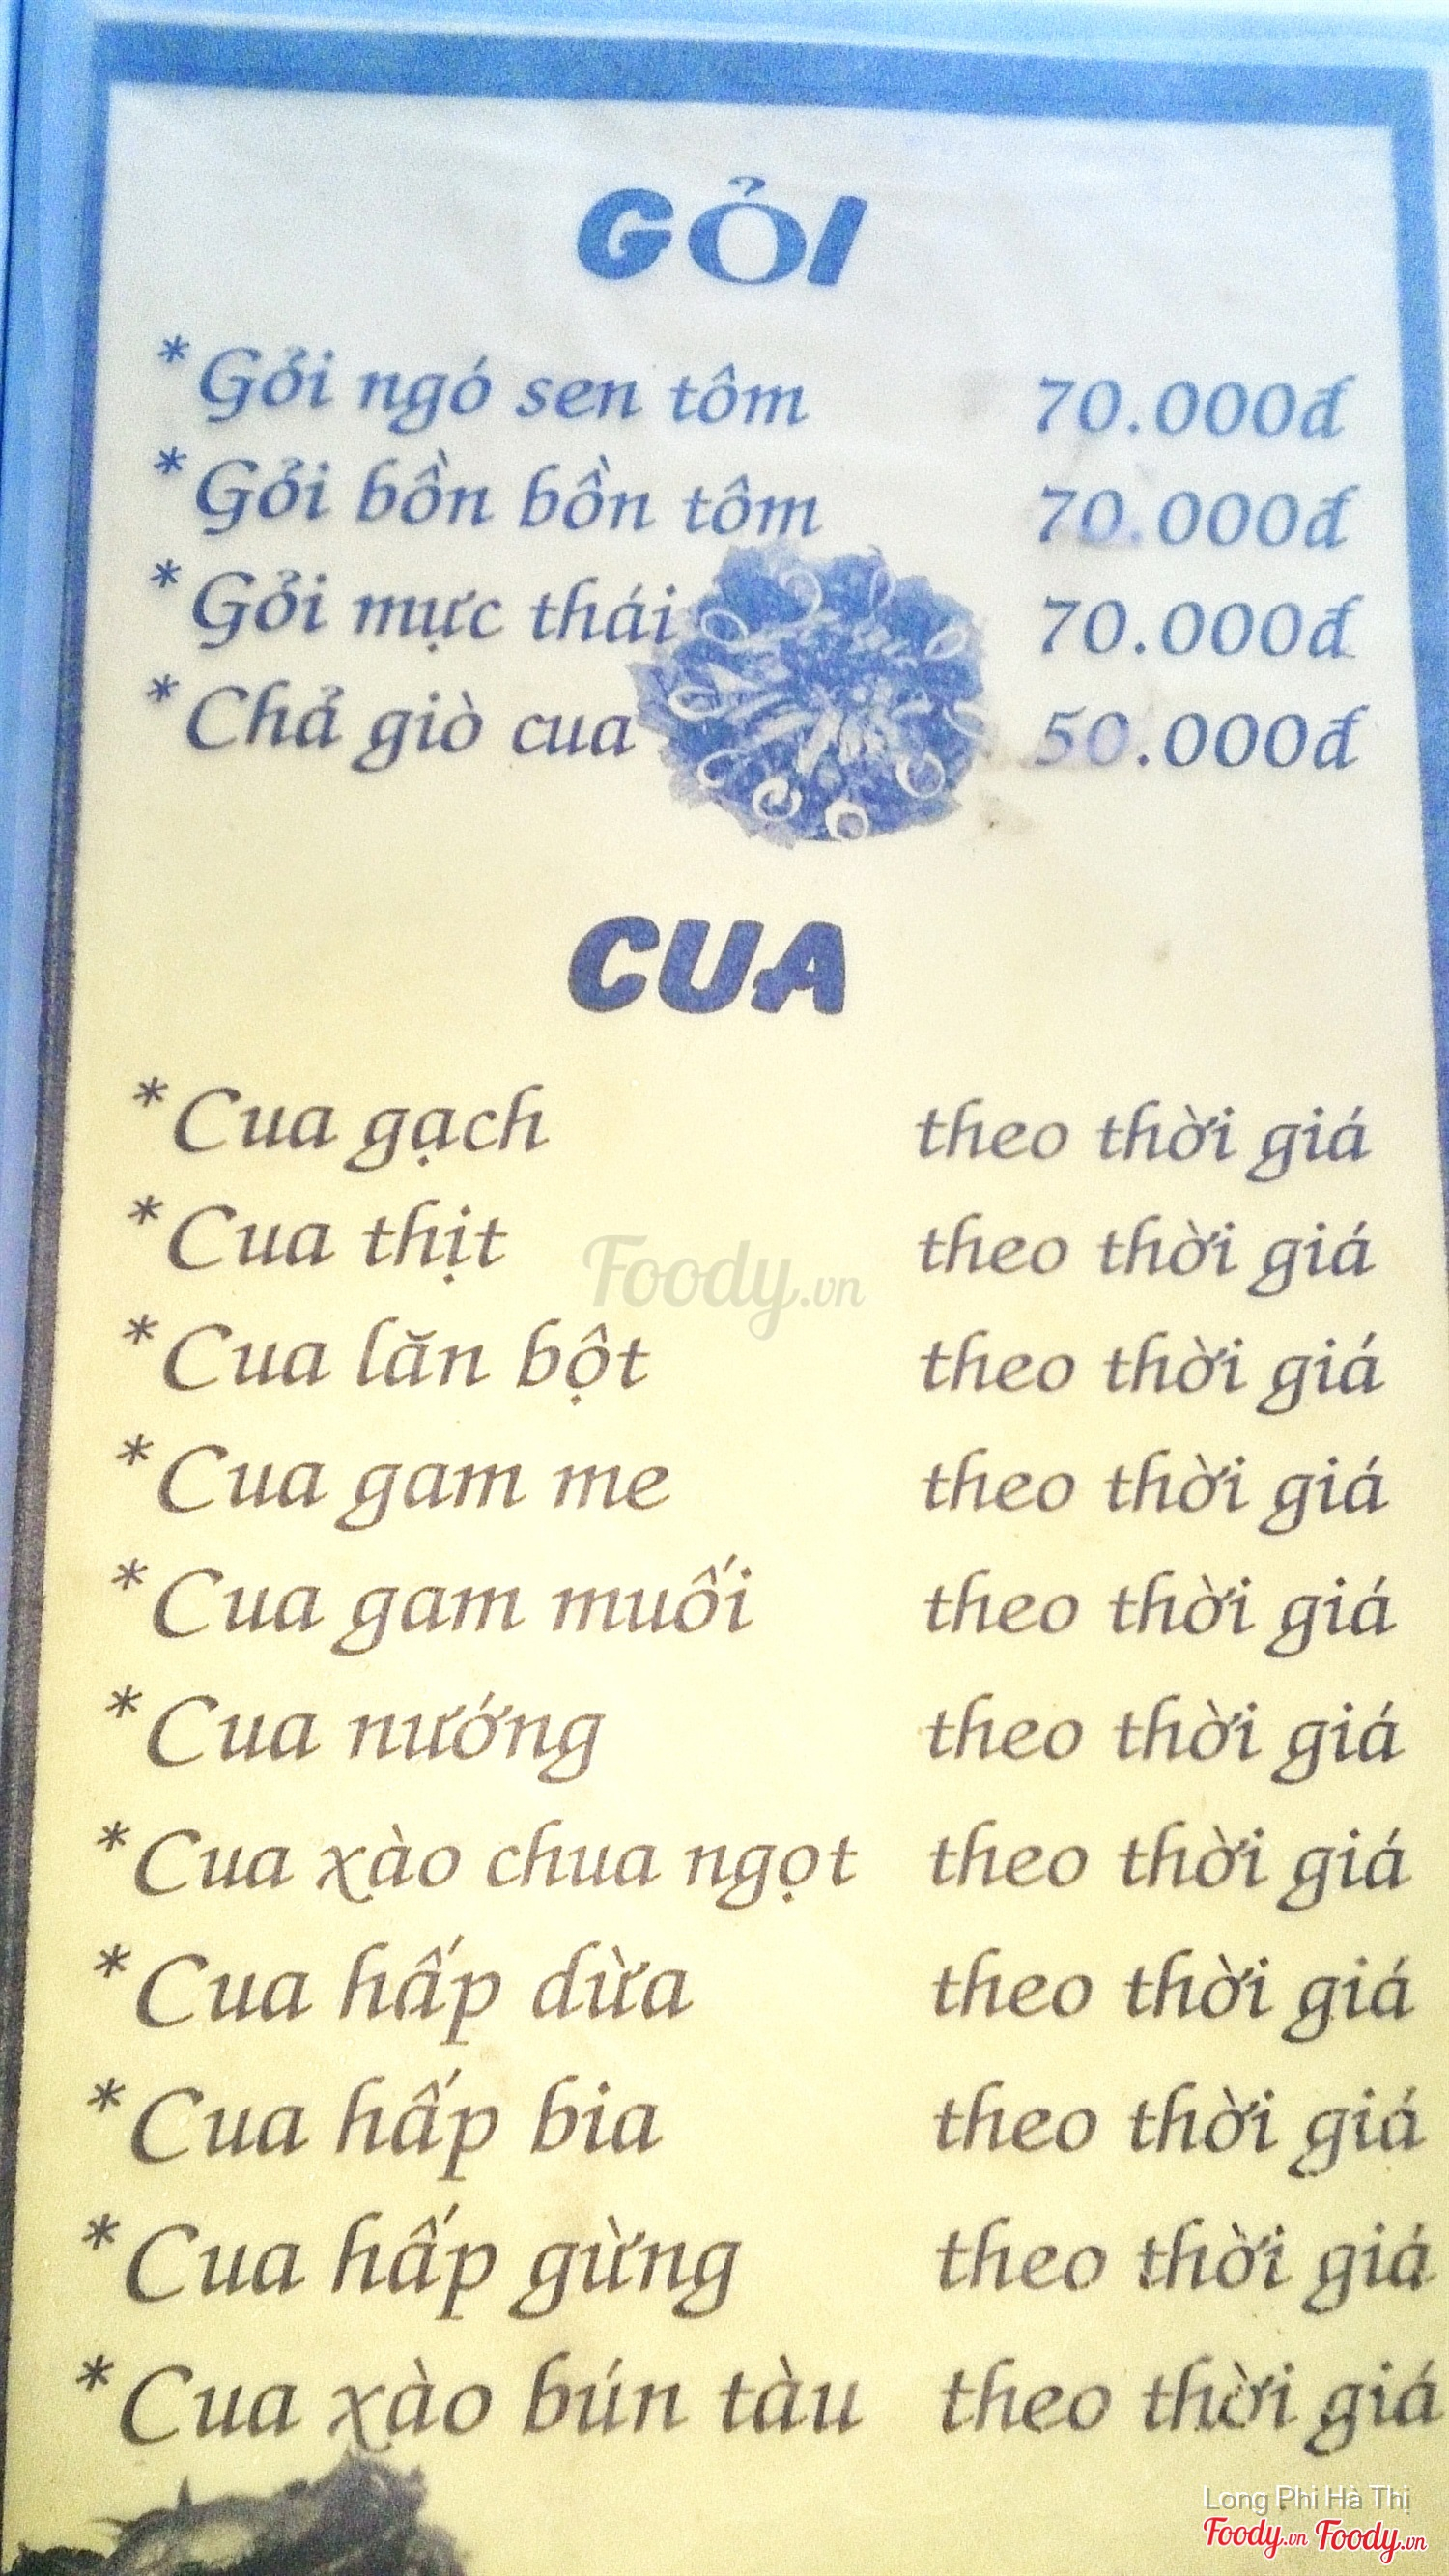 GỎI
*Gỏi ngó sen tôm 70.000đ
*Gỏi bồn bồn tôm 70.000đ
*Gỏi mực thái 70.000đ
*Chả giò cua 50.000đ
CUA
*Cua gạch theo thời giá
*Cua thịt theo thời giá
Foody.vn
*Cua lăn bột theo thời giá
*Cua gam me theo thời giá
*Cua gam muối theo thời giá
*Cua nướng theo thời giá
*Cua xào chua ngọt theo thời giá
*Cua hấp dừa theo thời giá
*Cua hấp bia theo thời giá
*Cua hấp gừng theo thời giá
*Cua xào bún tàu theo thời giá
Long Phi Hà Thị
Foody.vn Foody.vn